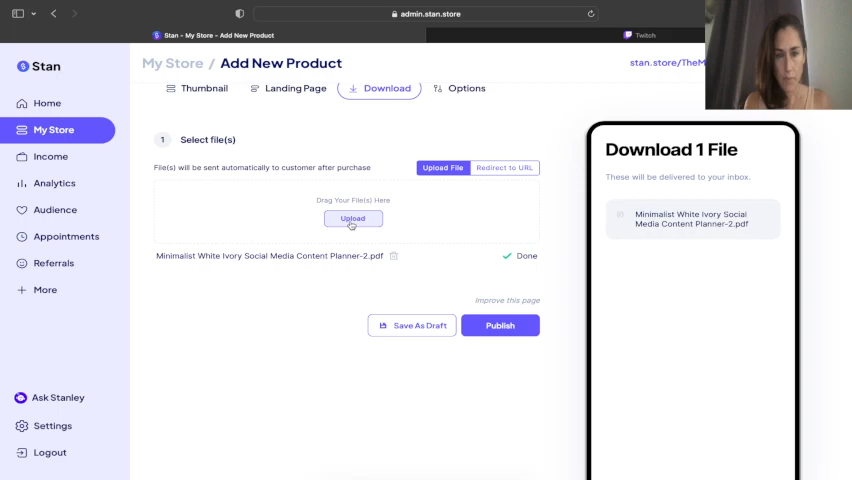 admin.stan.store
Stan - My Store - Add New Product
Twitch
Stan
My Store / Add New Product
stan.store/TheM
Thumbnail
Landing Page
Download
Options
Home
My Store
Income
Analytics
Audience
Appointments
Referrals
More
Ask Stanley
Settings
Logout
1 Select file(s)
File(s) will be sent automatically to customer after purchase
Upload File
Redirect to URL
Drag Your File(s) Here
Upload
Minimalist White Ivory Social Media Content Planner-2.pdf
Done
Improve this page
Save As Draft
Publish
Download 1 File
These will be delivered to your inbox.
Minimalist White Ivory Social
Media Content Planner-2.pdf